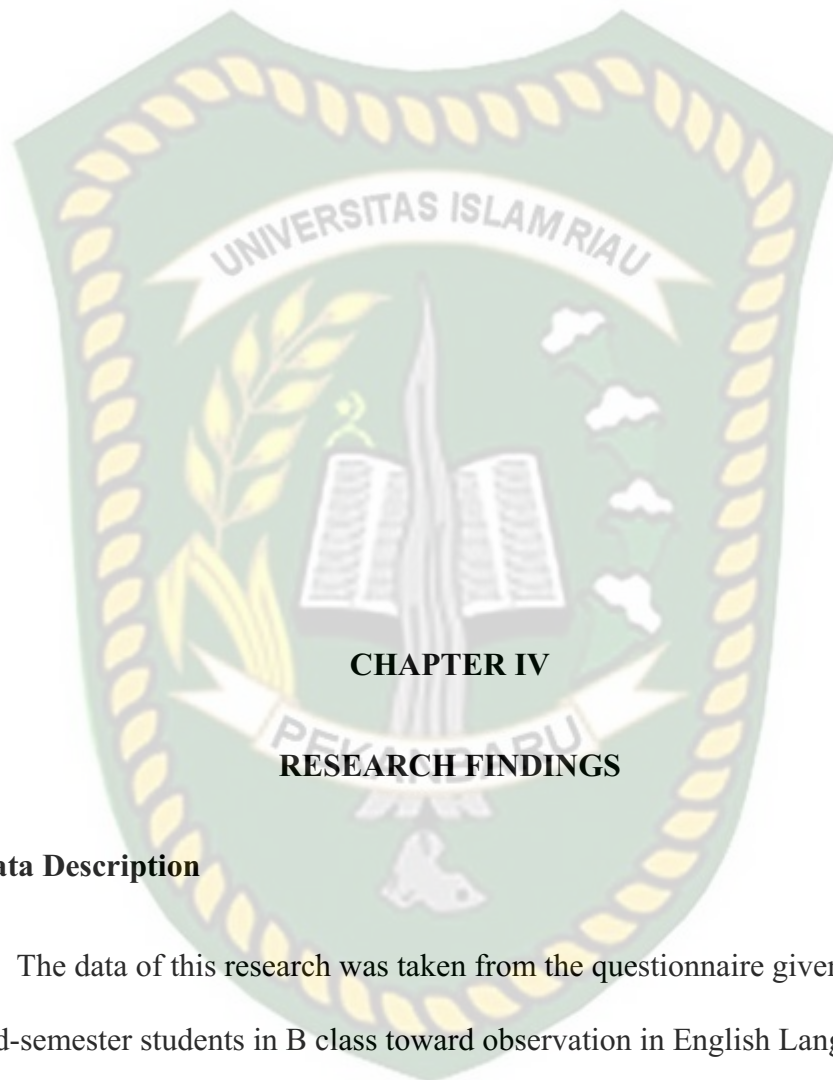 UNIVERSITAS ISLAM RIAU
CHAPTER IV
PEKANBARU
RESEARCH FINDINGS
ata Description
The data of this research was taken from the questionnaire given
d-semester students in B class toward observation in English Lang